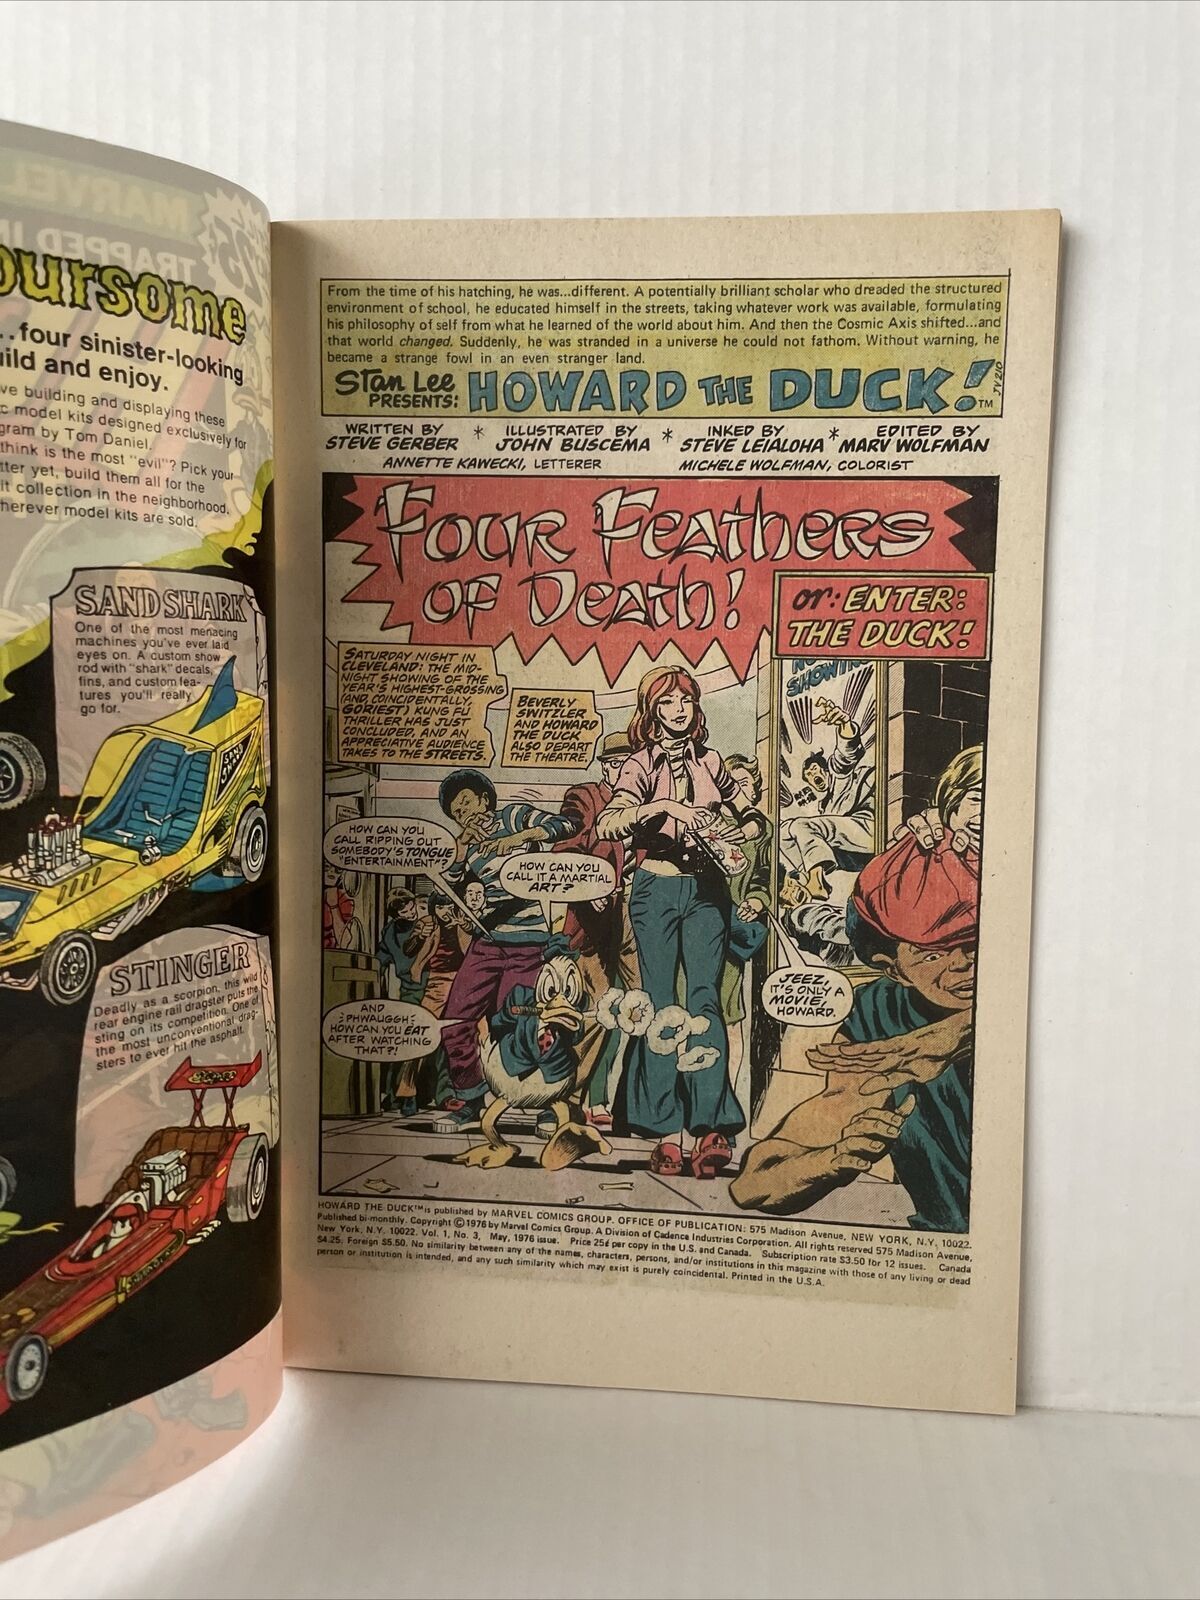 MARVEL
25¢
TRAPPED IN
oursome
...four sinister-looking
uild and enjoy.
ve building and displaying these
c model kits designed exclusively for
gram by Tom Daniel.
think is the most "evil"? Pick your
tter yet, build them all for the
it collection in the neighborhood.
herever model kits are sold.
SAND SHARK
One of the most menacing
machines you've ever laid
eyes on. A custom show
rod with "shark" decals,
fins, and custom fea-
tures you'll really
go for.
SAND SHARK
STINGER
Deadly as a scorpion, this wild
rear engine rail dragster puts the
sting on its competition. One of
the most unconventional drag-
sters to ever hit the asphalt.
From the time of his hatching, he was...different. A potentially brilliant scholar who dreaded the structured
environment of school, he educated himself in the streets, taking whatever work was available, formulating
his philosophy of self from what he learned of the world about him. And then the Cosmic Axis shifted...and
that world changed. Suddenly, he was stranded in a universe he could not fathom. Without warning, he
became a strange fowl in an even stranger land.
STan Lee
PRESENTS:
HOWARD THE DUCK!™
JV210
WRITTEN BY
STEVE GERBER
*
ILLUSTRATED BY
JOHN BUSCEMA
*
INKED BY
STEVE LEIALOHA
*
EDITED BY
MARV WOLFMAN
ANNETTE KAWECKI, LETTERER
MICHELE WOLFMAN, COLORIST
FOUR FEATHERS
OF DEATH!
OR: ENTER:
THE DUCK!
SATURDAY NIGHT IN
CLEVELAND: THE MID-
NIGHT SHOWING OF THE
YEAR'S HIGHEST-GROSSING
(AND COINCIDENTALLY,
GORIEST) KUNG FU
THRILLER HAS JUST
CONCLUDED, AND AN
APPRECIATIVE AUDIENCE
TAKES TO THE STREETS.
BEVERLY
SWITZLER
AND HOWARD
THE DUCK
ALSO DEPART
THE THEATRE.
NOW
SHOWING
HOW CAN YOU
CALL RIPPING OUT
SOMEBODY'S TONGUE
"ENTERTAINMENT"?
HOW CAN YOU
CALL IT A MARTIAL
ART?
AND
:PHWAUGGH:
HOW CAN YOU EAT
AFTER WATCHING
THAT?!
JEEZ,
IT'S ONLY A
MOVIE,
HOWARD.
HOWARD THE DUCK™ is published by MARVEL COMICS GROUP. OFFICE OF PUBLICATION: 575 Madison Avenue, NEW YORK, N.Y. 10022.
Published bi-monthly. Copyright ©1976 by Marvel Comics Group. A Division of Cadence Industries Corporation. All rights reserved 575 Madison Avenue,
New York, N.Y. 10022. Vol. 1, No. 3, May, 1976 issue. Price 25¢ per copy in the U.S. and Canada. Subscription rate $3.50 for 12 issues. Canada
$4.25. Foreign $5.50. No similarity between any of the names, characters, persons, and/or institutions in this magazine with those of any living or dead
person or institution is intended, and any such similarity which may exist is purely coincidental. Printed in the U.S.A.